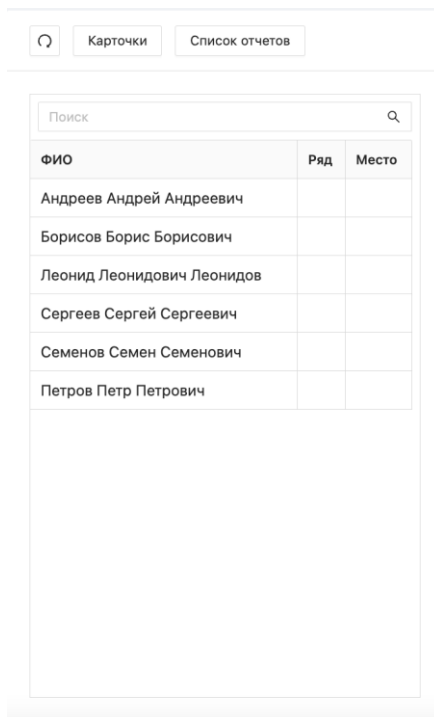 Карточки Список отчетов
Поиск
ФИО Ряд Место
Андреев Андрей Андреевич
Борисов Борис Борисович
Леонид Леонидович Леонидов
Сергеев Сергей Сергеевич
Семенов Семен Семенович
Петров Петр Петрович